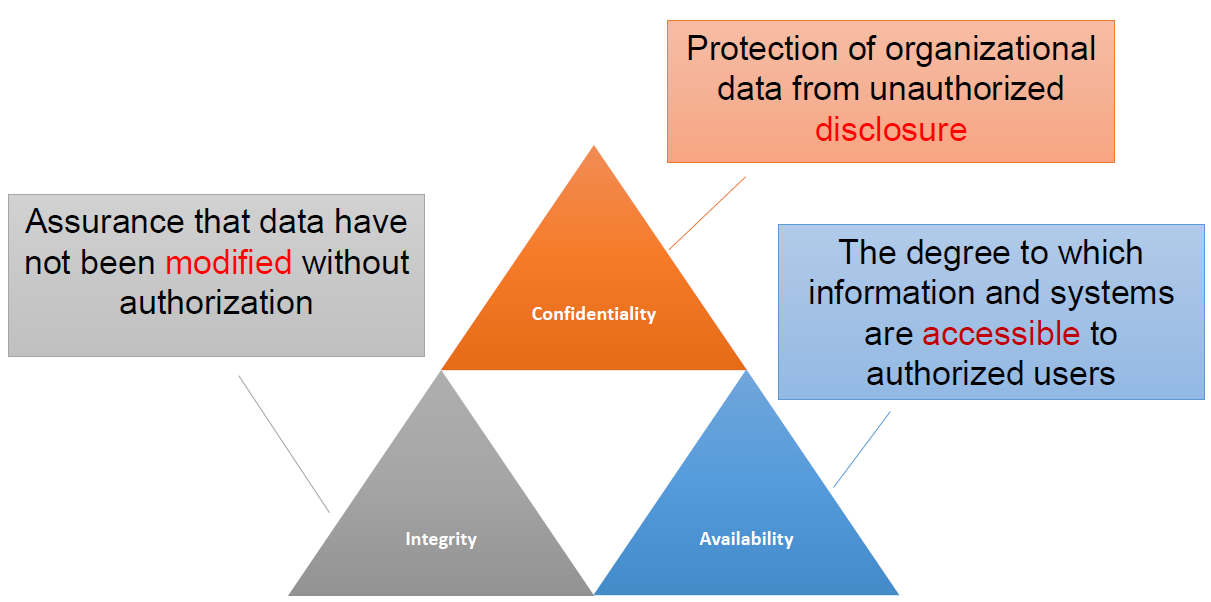 Protection of organizational
data from unauthorized
disclosure
Assurance that data have
not been modified without
authorization
The degree to which
information and systems
are accessible to
authorized users
Confidentiality
Integrity
Availability